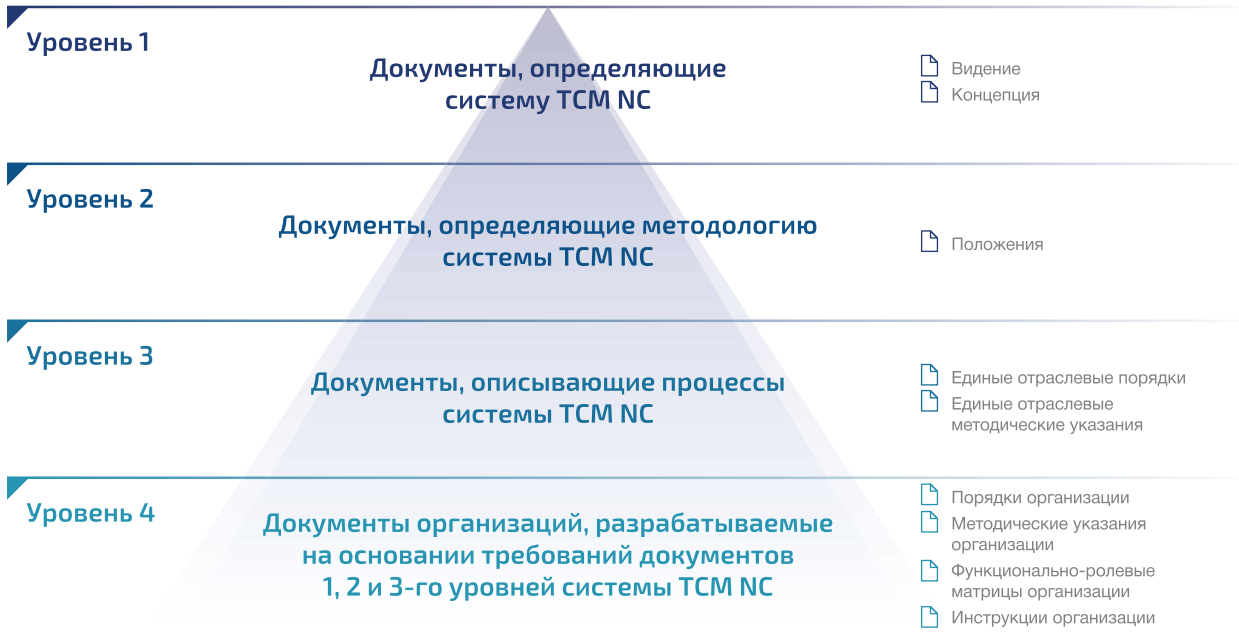 Уровень 1
Документы, определяющие
систему TCM NC
Видение
Концепция
Уровень 2
Документы, определяющие методологию
системы TCM NC
Положения
Уровень 3
Документы, описывающие процессы
системы TCM NC
Единые отраслевые порядки
Единые отраслевые
методические указания
Уровень 4
Документы организаций, разрабатываемые
на основании требований документов
1, 2 и 3-го уровней системы TCM NC
Порядки организации
Методические указания
организации
Функционально-ролевые
матрицы организации
Инструкции организации